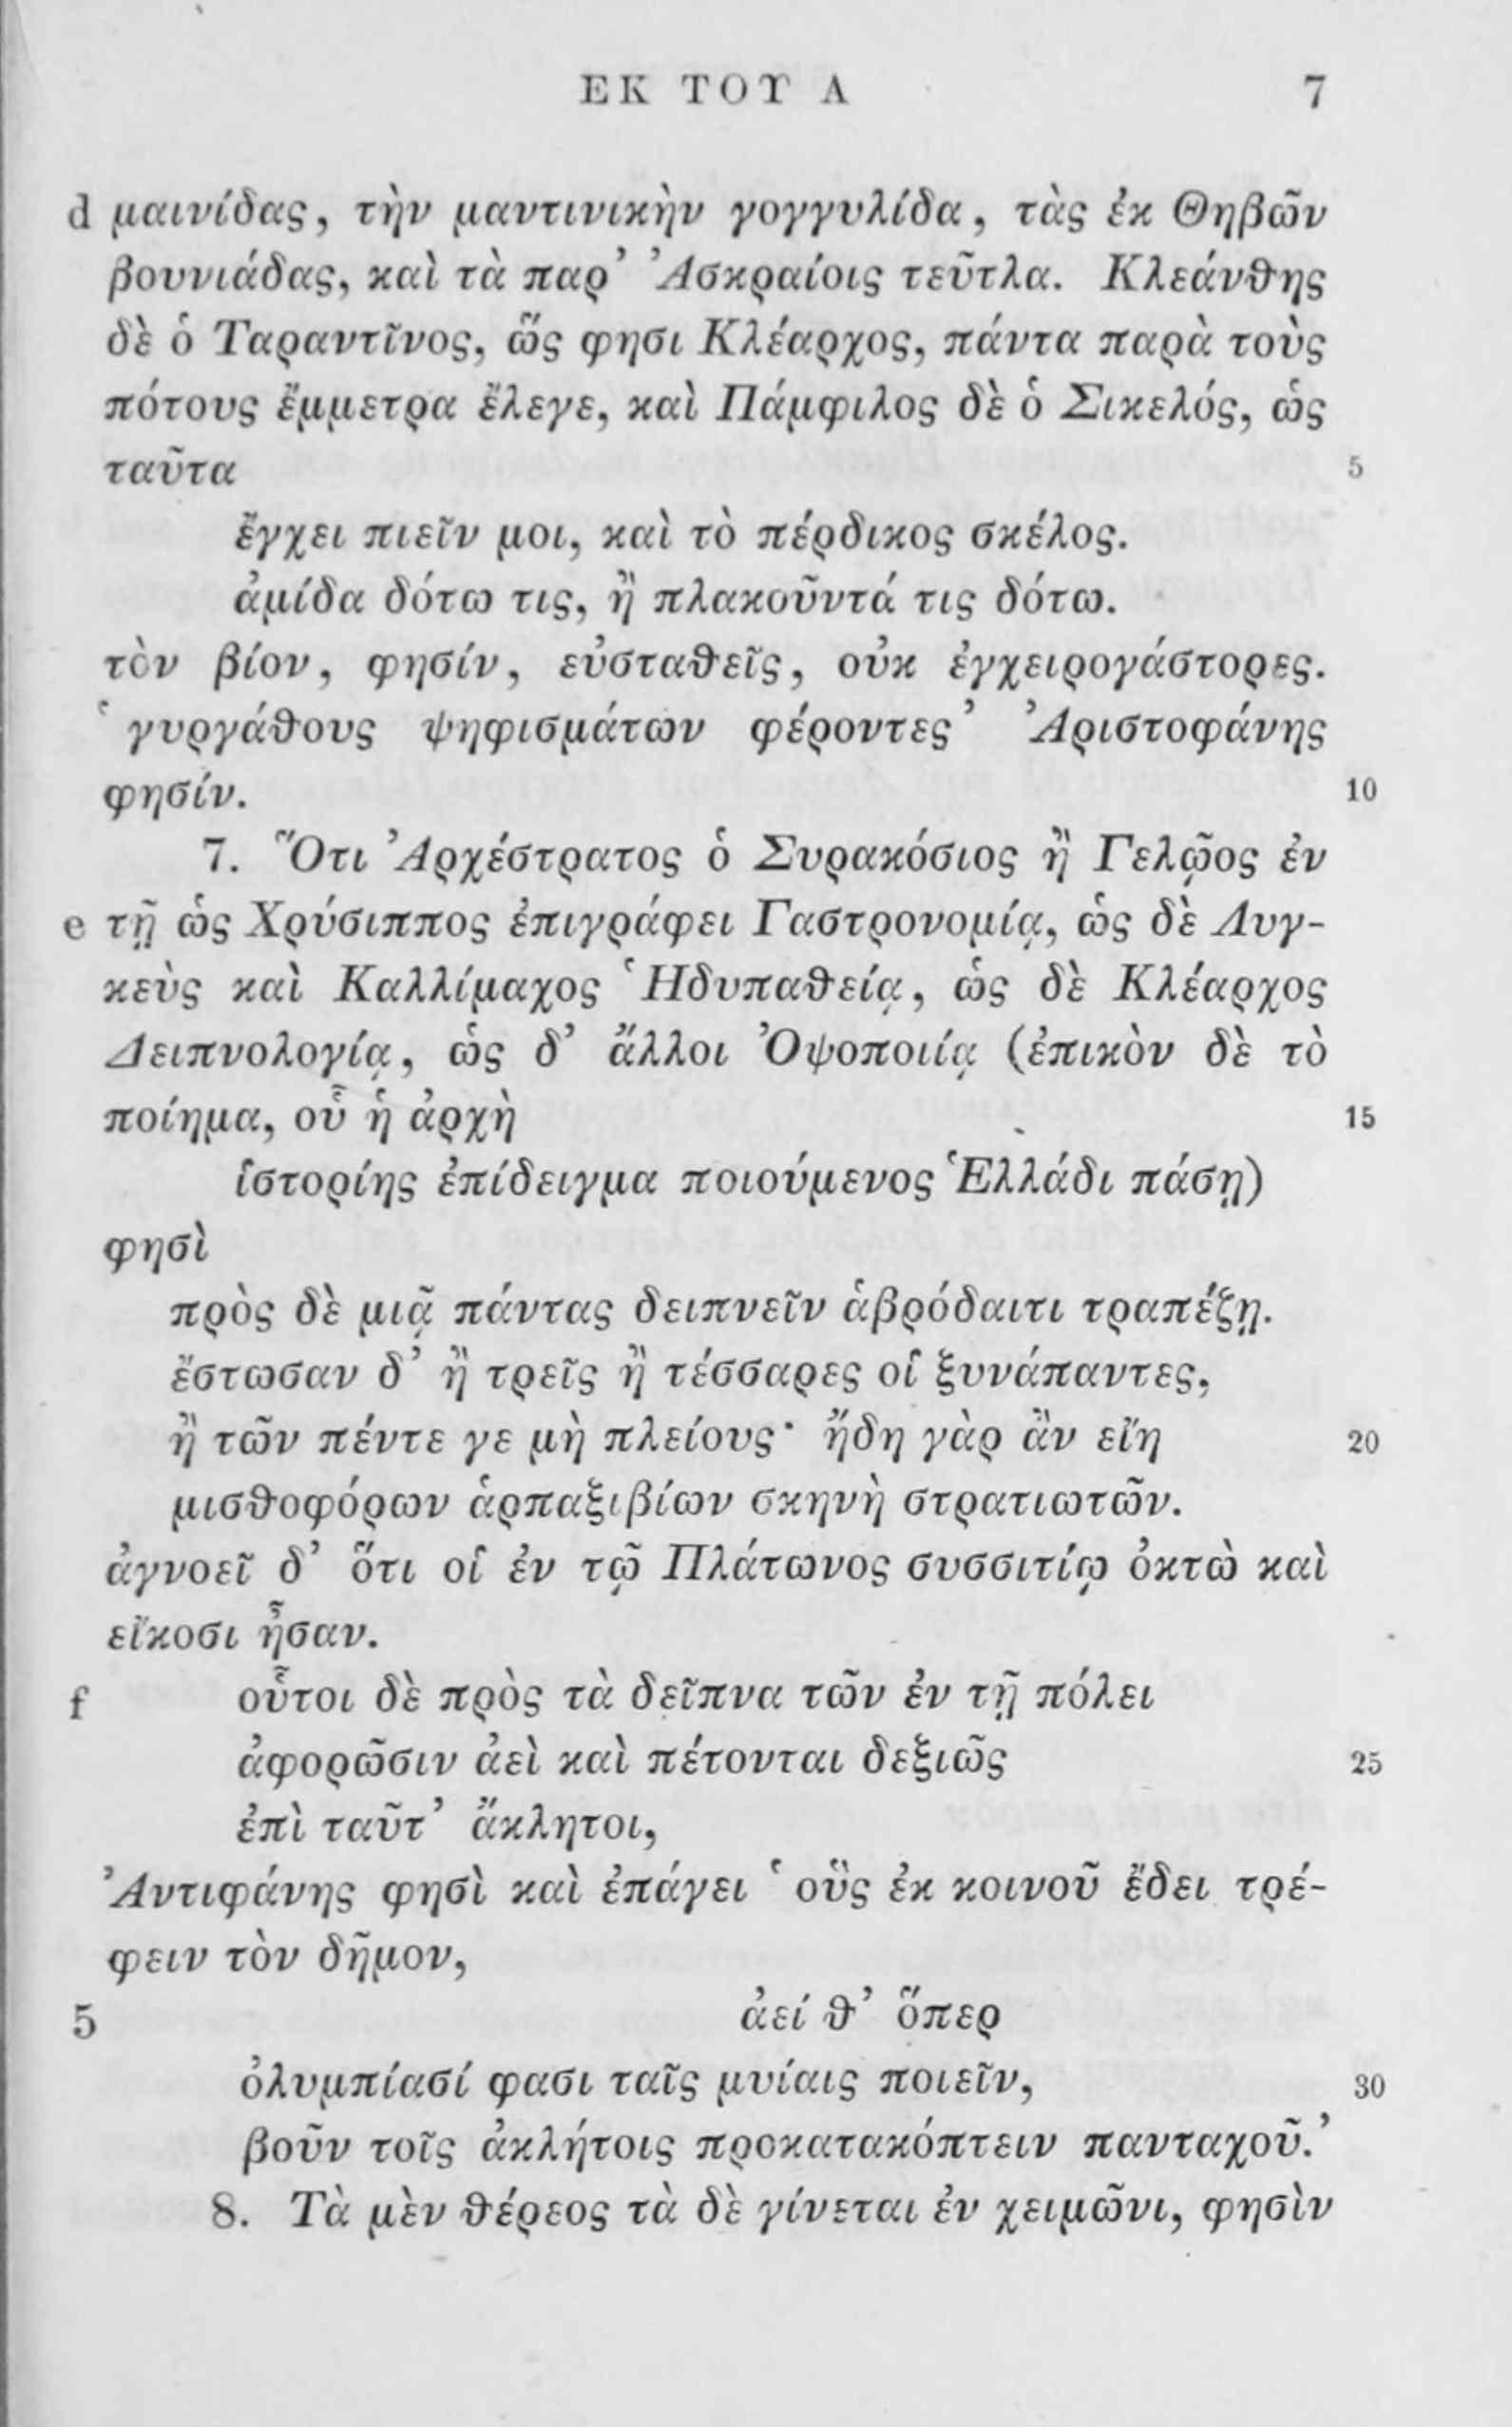 ΕΚ ΤΟΥ Α 7
d μαινίδας, τὴν μαντινικὴν γογγυλίδα, τὰς ἐκ Θηβῶν
βουνιάδας, καὶ τὰ παρ’ Ἀσκραίοις τεῦτλα. Κλεάνθης
δὲ ὁ Ταραντῖνος, ὥς φησι Κλέαρχος, πάντα παρὰ τοὺς
πότους ἔμμετρα ἔλεγε, καὶ Πάμφιλος δὲ ὁ Σικελός, ὡς
ταῦτα 5
ἔγχει πιεῖν μοι, καὶ τὸ πέρδικος σκέλος.
ἀμίδα δότω τις, ἢ πλακοῦντά τις δότω.
τὸν βίον, φησίν, εὐσταθεῖς, οὐκ ἐγχειρογάστορες.
‘γυργάθους ψηφισμάτων φέροντες’ Ἀριστοφάνης
φησίν. 10
7. Ὅτι Ἀρχέστρατος ὁ Συρακόσιος ἢ Γελῷος ἐν
e τῇ ὡς Χρύσιππος ἐπιγράφει Γαστρονομίᾳ, ὡς δὲ Λυγ-
κεὺς καὶ Καλλίμαχος Ἡδυπαθείᾳ, ὡς δὲ Κλέαρχος
Δειπνολογίᾳ, ὡς δ’ ἄλλοι Ὀψοποιίᾳ (ἐπικὸν δὲ τὸ
ποίημα, οὗ ἡ ἀρχὴ 15
ἱστορίης ἐπίδειγμα ποιούμενος Ἑλλάδι πάσῃ)
φησὶ
πρὸς δὲ μιᾷ πάντας δειπνεῖν ἁβρόδαιτι τραπέζῃ.
ἔστωσαν δ’ ἢ τρεῖς ἢ τέσσαρες οἱ ξυνάπαντες,
ἢ τῶν πέντε γε μὴ πλείους· ἤδη γὰρ ἂν εἴη 20
μισθοφόρων ἁρπαξιβίων σκηνὴ στρατιωτῶν.
ἀγνοεῖ δ’ ὅτι οἱ ἐν τῷ Πλάτωνος συσσιτίῳ ὀκτὼ καὶ
εἴκοσι ἦσαν.
f οὗτοι δὲ πρὸς τὰ δεῖπνα τῶν ἐν τῇ πόλει
ἀφορῶσιν ἀεὶ καὶ πέτονται δεξιῶς 25
ἐπὶ ταῦτ’ ἄκλητοι,
Ἀντιφάνης φησὶ καὶ ἐπάγει ‘οὓς ἐκ κοινοῦ ἔδει τρέ-
φειν τὸν δῆμον,
5 ἀεί θ’ ὅπερ
ὀλυμπίασί φασι ταῖς μυίαις ποιεῖν, 30
βοῦν τοῖς ἀκλήτοις προκατακόπτειν πανταχοῦ.’
8. Τὰ μὲν θέρεος τὰ δὲ γίνεται ἐν χειμῶνι, φησὶν